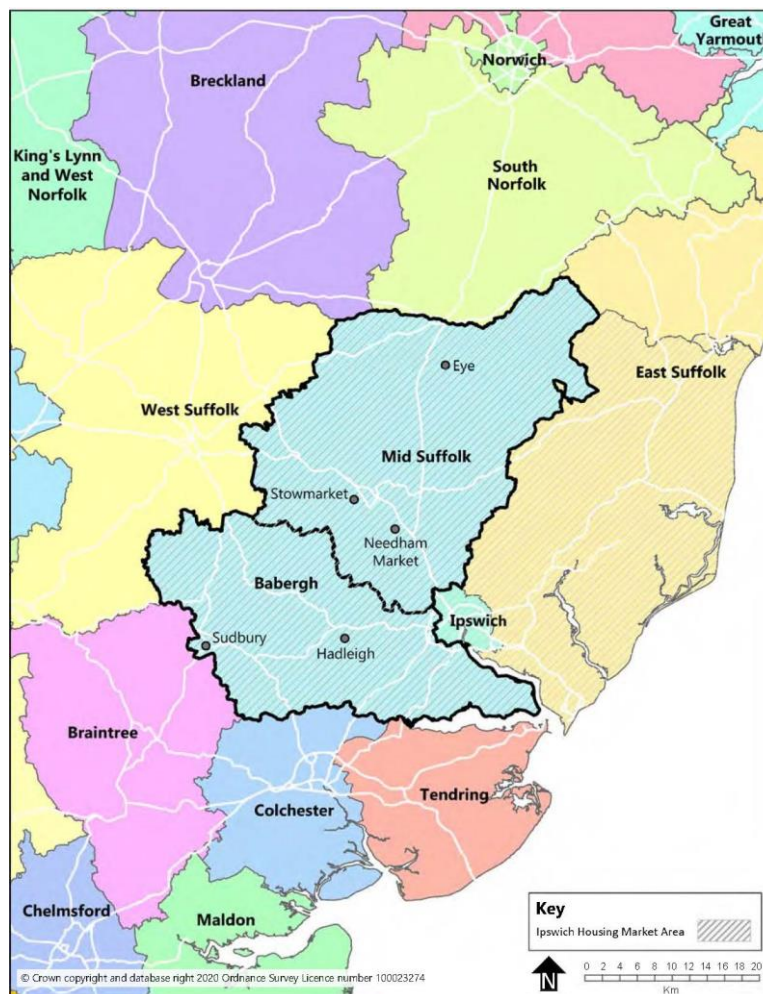 Great
Yarmouth
Norwich
Breckland
King's Lynn
and West
Norfolk
South
Norfolk
Eye
East Suffolk
West Suffolk
Mid Suffolk
Stowmarket
Needham
Market
Babergh
Ipswich
Sudbury
Hadleigh
Braintree
Tendring
Colchester
Chelmsford
Maldon
Key
Ipswich Housing Market Area
N
0 2 4 6 8 10 12 14 16 18 20
Km
© Crown copyright and database right 2020 Ordnance Survey Licence number 100023274